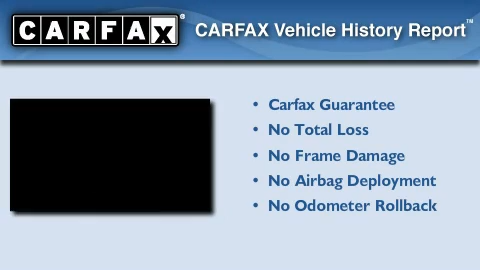 CARFAX® CARFAX Vehicle History Report™
• Carfax Guarantee
• No Total Loss
• No Frame Damage
• No Airbag Deployment
• No Odometer Rollback